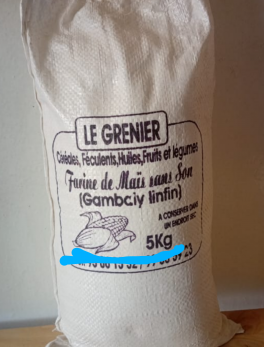 LE GRENIER
Céréales, Féculents, Huiles, Fruits et légumes
Farine de Maïs sans Son
(Gambciy linfin)
A CONSERVER DANS
UN ENDROIT SEC
5Kg